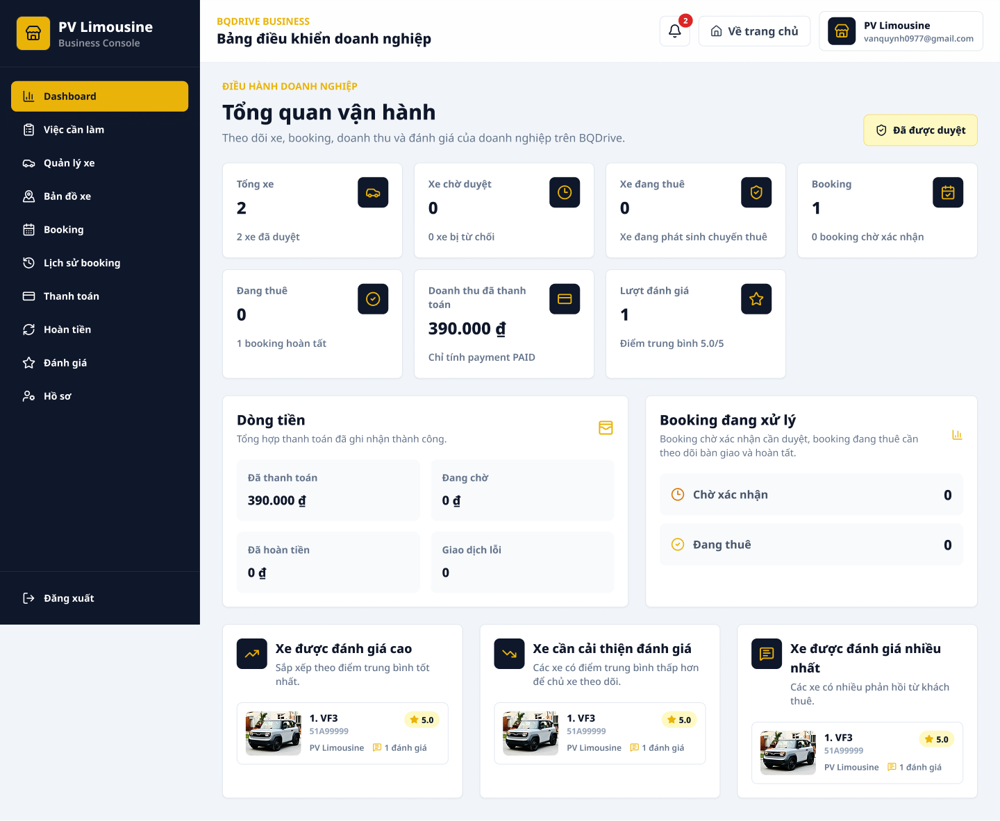 PV Limousine
Business Console
Dashboard
Việc cần làm
Quản lý xe
Bản đồ xe
Booking
Lịch sử booking
Thanh toán
Hoàn tiền
Đánh giá
Hồ sơ
Đăng xuất
BQDRIVE BUSINESS
Bảng điều khiển doanh nghiệp
2
Về trang chủ
PV Limousine
vanquynh0977@gmail.com
ĐIỀU HÀNH DOANH NGHIỆP
Tổng quan vận hành
Theo dõi xe, booking, doanh thu và đánh giá của doanh nghiệp trên BQDrive.
Đã được duyệt
Tổng xe
2
2 xe đã duyệt
Xe chờ duyệt
0
0 xe bị từ chối
Xe đang thuê
0
Xe đang phát sinh chuyến thuê
Booking
1
0 booking chờ xác nhận
Đang thuê
0
1 booking hoàn tất
Doanh thu đã thanh
toán
390.000 ₫
Chỉ tính payment PAID
Lượt đánh giá
1
Điểm trung bình 5.0/5
Dòng tiền
Tổng hợp thanh toán đã ghi nhận thành công.
Đã thanh toán
390.000 ₫
Đang chờ
0 ₫
Đã hoàn tiền
0 ₫
Giao dịch lỗi
0
Booking đang xử lý
Booking chờ xác nhận cần duyệt, booking đang thuê cần
theo dõi bàn giao và hoàn tất.
Chờ xác nhận
0
Đang thuê
0
Xe được đánh giá cao
Sắp xếp theo điểm trung bình tốt
nhất.
1. VF3
5.0
51A99999
PV Limousine
1 đánh giá
Xe cần cải thiện đánh giá
Các xe có điểm trung bình thấp hơn
để chủ xe theo dõi.
1. VF3
5.0
51A99999
PV Limousine
1 đánh giá
Xe được đánh giá nhiều
nhất
Các xe có nhiều phản hồi từ khách
thuê.
1. VF3
5.0
51A99999
PV Limousine
1 đánh giá